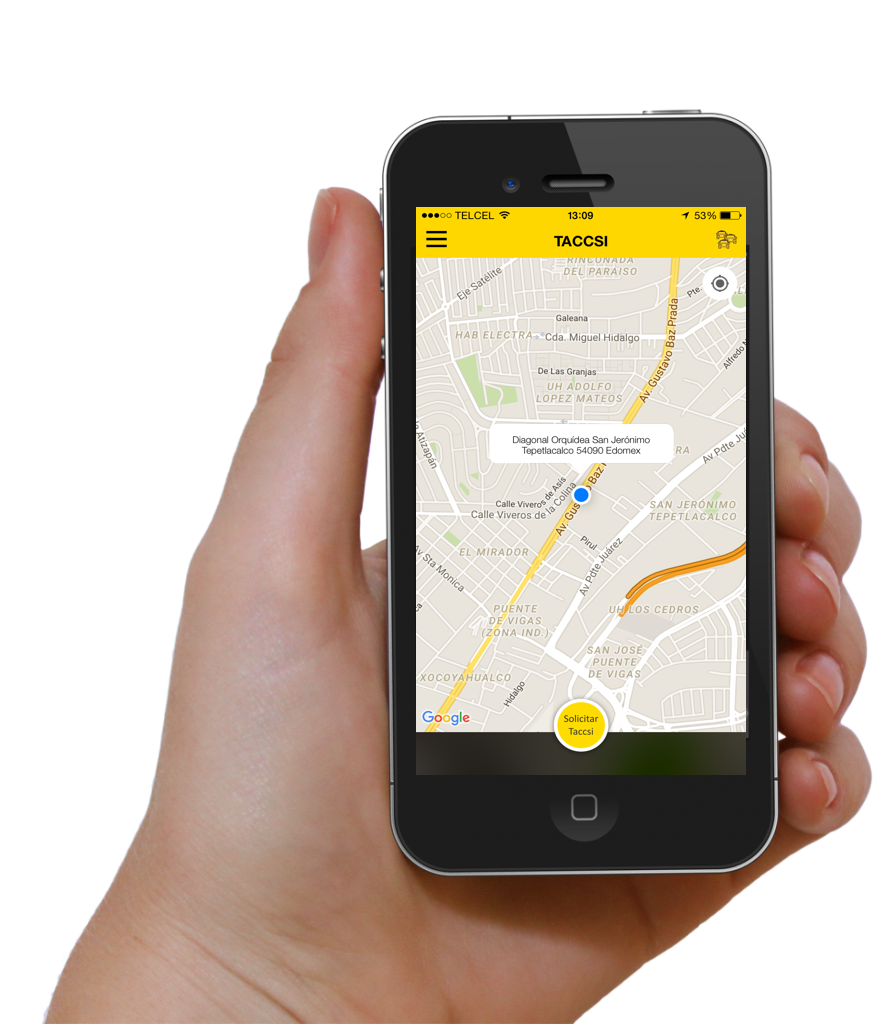 TELCEL
13:09
53%
TACCSI
RINCONADA
DEL PARAISO
Eje Satélite
Pte.
Galeana
HAB ELECTRA
Cda. Miguel Hidalgo
Av. Gustavo Baz Prada
Alfredo
De Las Granjas
UH ADOLFO
LOPEZ MATEOS
Atizapán
Diagonal Orquídea San Jerónimo
Tepetlacalco 54090 Edomex
RA
Av Pdte Juá
Calle Viveros de Asís
Calle Viveros de la Colina
Av. Gus
Baz
SAN JERÓNIMO
TEPETLACALCO
Pirul
EL MIRADOR
Av Pdte Juárez
Av Sta Monica
PUENTE
DE VIGAS
(ZONA IND.)
UH LOS CEDROS
SAN JOSÉ
PUENTE
DE VIGAS
XOCOYAHUALCO
Hidalgo
Google
Solicitar
Taccsi